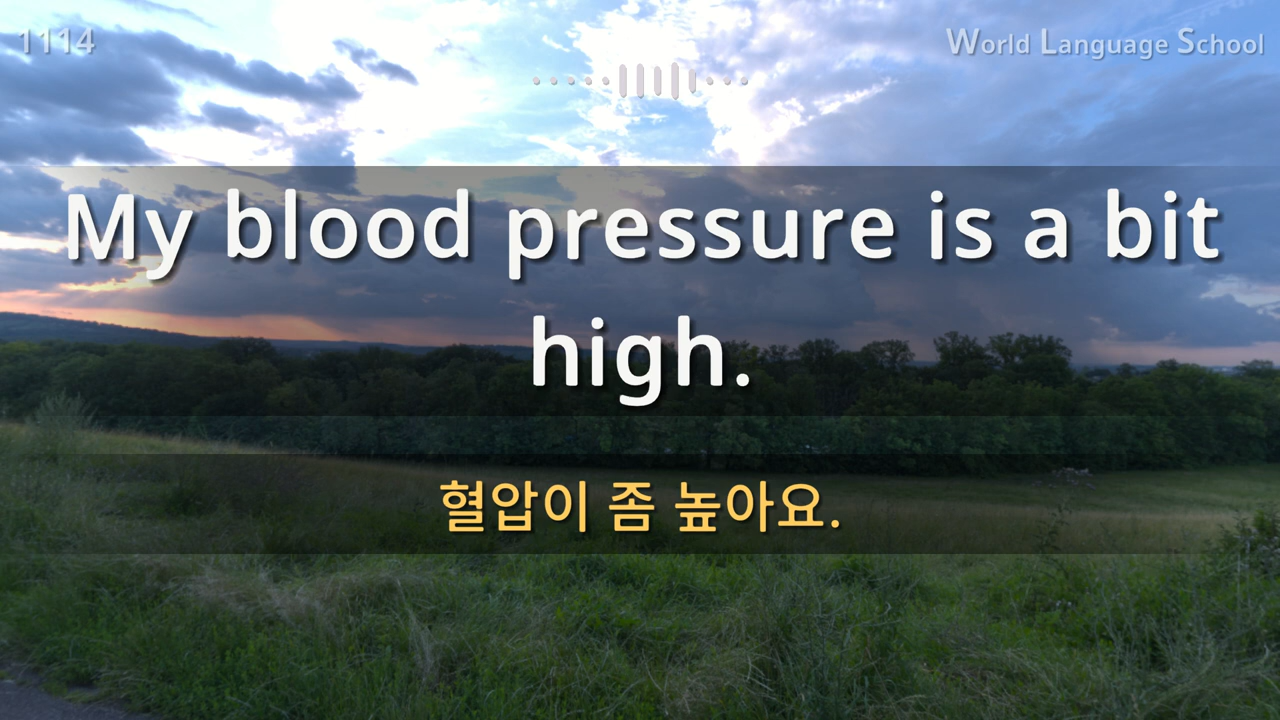 1114
World Language School
My blood pressure is a bit
high.
혈압이 좀 높아요.